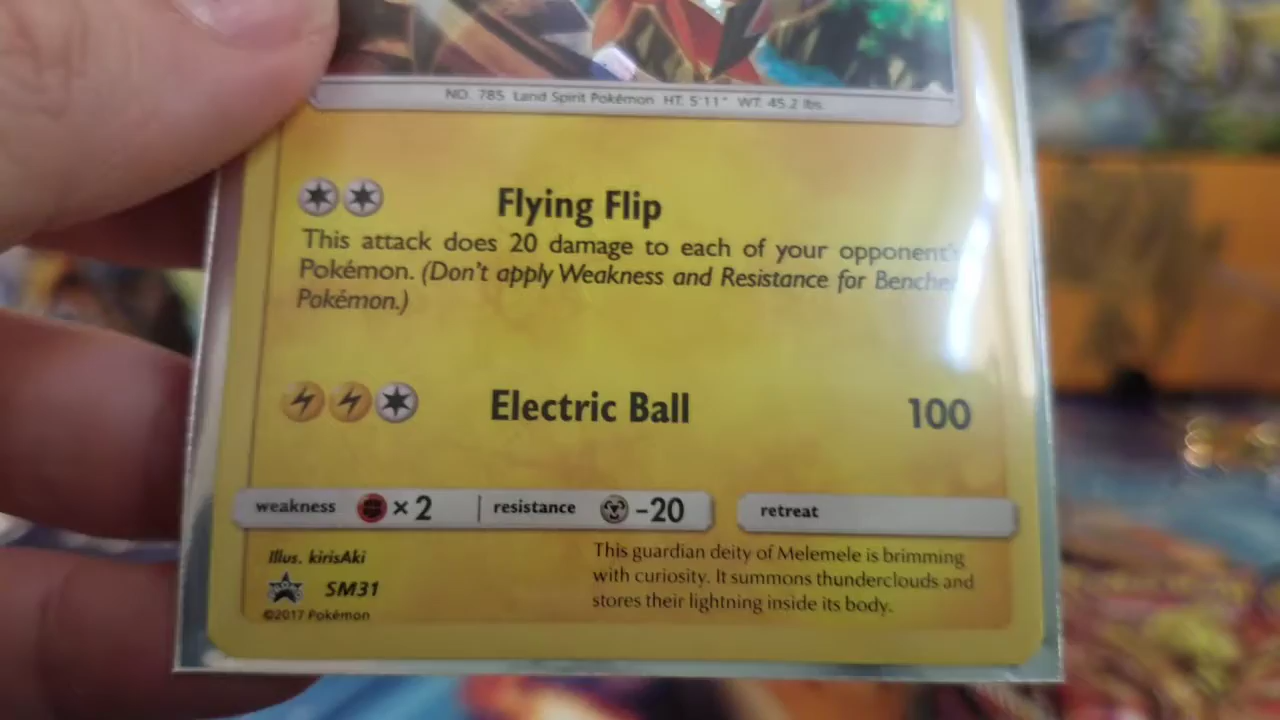 NO. 785 Land Spirit Pokémon HT: 5'11" WT: 45.2 lbs.
Flying Flip
This attack does 20 damage to each of your opponent's
Pokémon. (Don't apply Weakness and Resistance for
Pokémon.)
Electric Ball 100
weakness ×2 resistance -20 retreat
Illus. kirisAki
SM31
©2017 Pokémon
This guardian deity of Melemele is brimming
with curiosity. It summons thunderclouds and
stores their lightning inside its body.